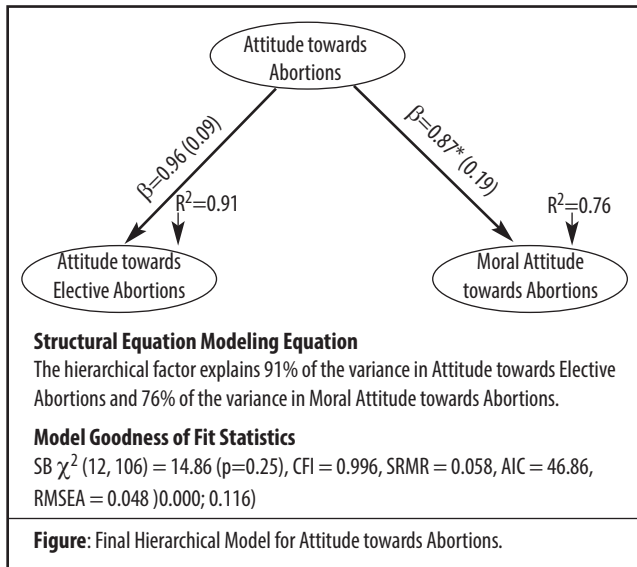 Attitude towards
Abortions
β=0.96 (0.09)
β=0.87* (0.19)
R²=0.91
R²=0.76
Attitude towards
Elective Abortions
Moral Attitude
towards Abortions
Structural Equation Modeling Equation
The hierarchical factor explains 91% of the variance in Attitude towards Elective
Abortions and 76% of the variance in Moral Attitude towards Abortions.
Model Goodness of Fit Statistics
SB χ² (12, 106) = 14.86 (p=0.25), CFI = 0.996, SRMR = 0.058, AIC = 46.86,
RMSEA = 0.048 )0.000; 0.116)
Figure: Final Hierarchical Model for Attitude towards Abortions.